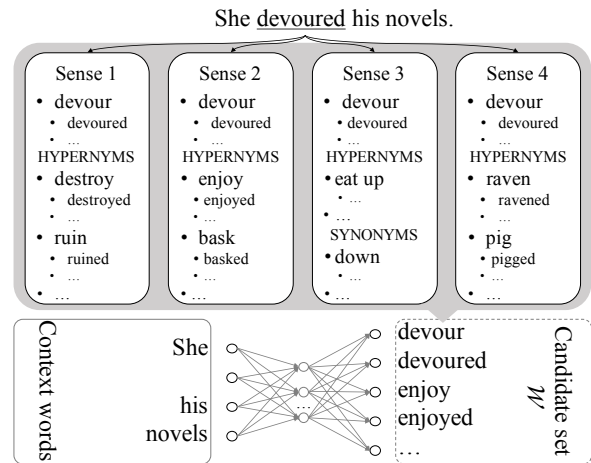 She devoured his novels.
Sense 1
• devour
• devoured
• …
HYPERNYMS
• destroy
• destroyed
• …
• ruin
• ruined
• …
Sense 2
• devour
• devoured
• …
HYPERNYMS
• enjoy
• enjoyed
• …
• bask
• basked
• …
Sense 3
• devour
• devoured
• …
HYPERNYMS
• eat up
• …
• …
SYNONYMS
• down
• …
• …
Sense 4
• devour
• devoured
• …
HYPERNYMS
• raven
• ravened
• …
• pig
• pigged
• …
Context words
She
his
novels
…
devour
devoured
enjoy
enjoyed
…
Candidate set
W